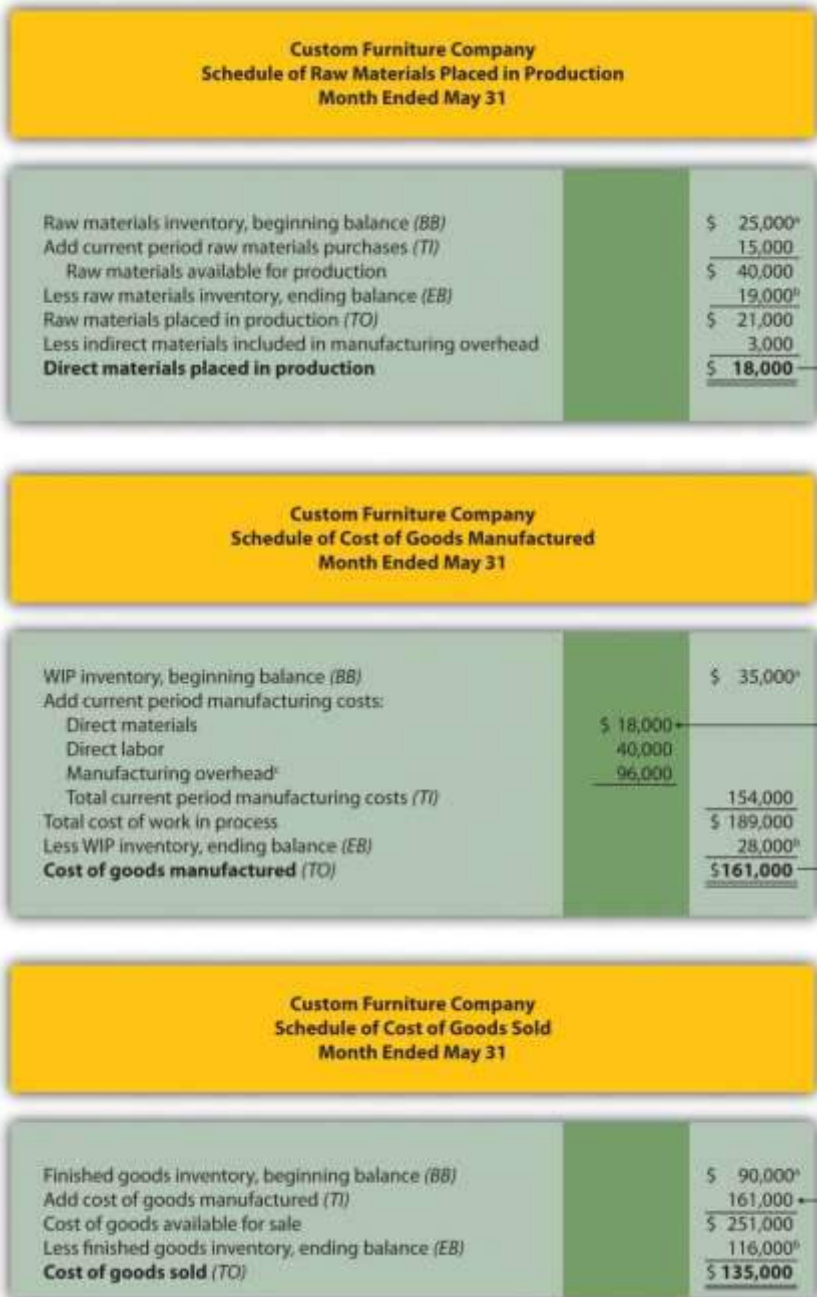 Custom Furniture Company
Schedule of Raw Materials Placed in Production
Month Ended May 31
Raw materials inventory, beginning balance (BB) $ 25,000ᵃ
Add current period raw materials purchases (TI) 15,000
Raw materials available for production $ 40,000
Less raw materials inventory, ending balance (EB) 19,000ᵇ
Raw materials placed in production (TO) $ 21,000
Less indirect materials included in manufacturing overhead 3,000
Direct materials placed in production $ 18,000
Custom Furniture Company
Schedule of Cost of Goods Manufactured
Month Ended May 31
WIP inventory, beginning balance (BB) $ 35,000ᵃ
Add current period manufacturing costs:
Direct materials $ 18,000
Direct labor 40,000
Manufacturing overheadᶜ 96,000
Total current period manufacturing costs (TI) 154,000
Total cost of work in process $ 189,000
Less WIP inventory, ending balance (EB) 28,000ᵇ
Cost of goods manufactured (TO) $161,000
Custom Furniture Company
Schedule of Cost of Goods Sold
Month Ended May 31
Finished goods inventory, beginning balance (BB) $ 90,000ᵃ
Add cost of goods manufactured (TI) 161,000
Cost of goods available for sale $ 251,000
Less finished goods inventory, ending balance (EB) 116,000ᵇ
Cost of goods sold (TO) $ 135,000